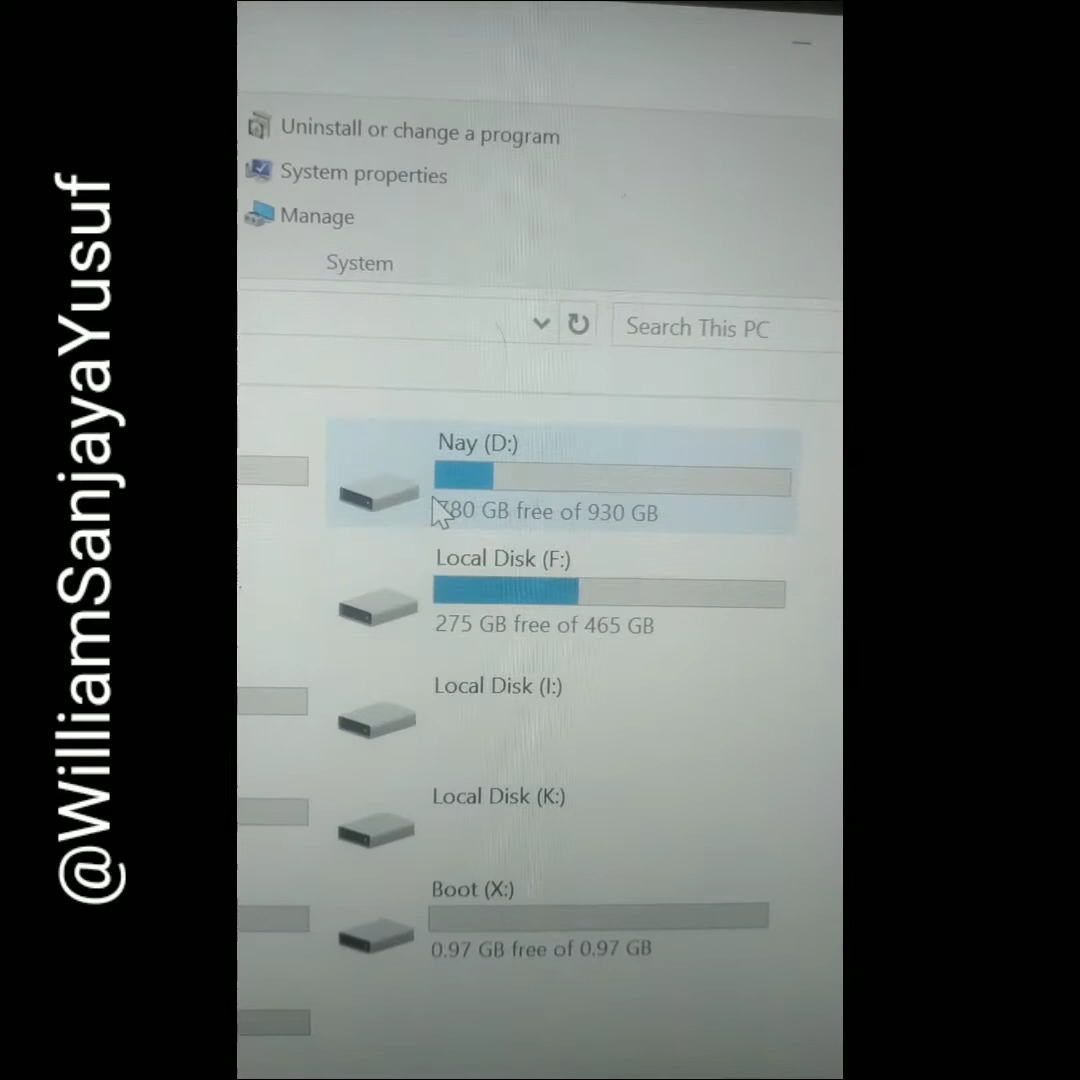 @WilliamSanjayaYusuf
Uninstall or change a program
System properties
Manage
System
Search This PC
Nay (D:)
780 GB free of 930 GB
Local Disk (F:)
275 GB free of 465 GB
Local Disk (I:)
Local Disk (K:)
Boot (X:)
0.97 GB free of 0.97 GB